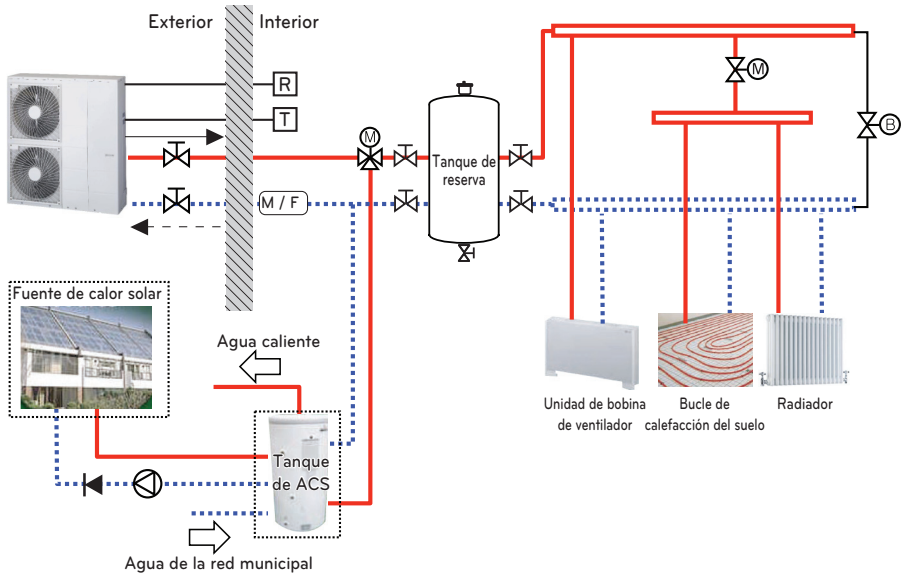 Exterior
Interior
R
T
M
M
B
Tanque de
reserva
M / F
Fuente de calor solar
Agua caliente
Tanque
de ACS
Agua de la red municipal
Unidad de bobina
de ventilador
Bucle de
calefacción del suelo
Radiador